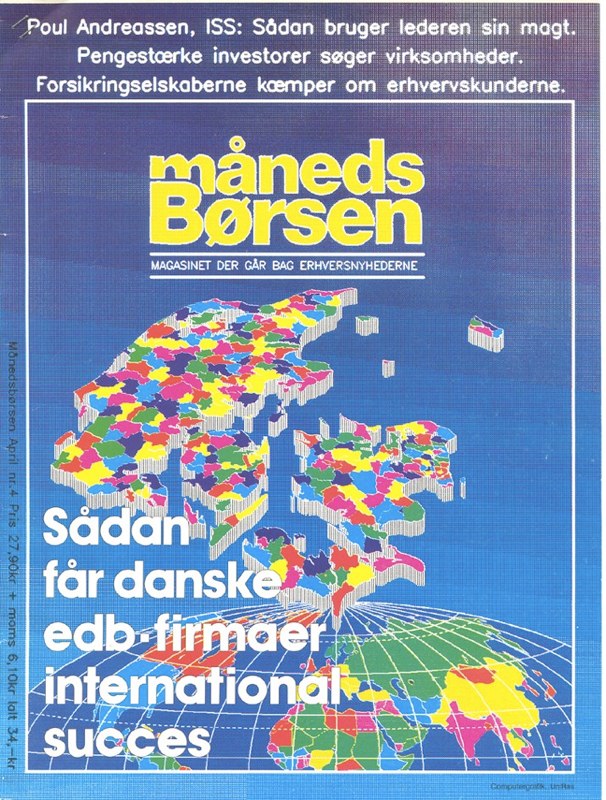 Poul Andreassen, ISS: Sådan bruger lederen sin magt.
Pengestærke investorer søger virksomheder.
Forsikringselskaberne kæmper om erhvervskunderne.
måneds
Børsen
MAGASINET DER GÅR BAG ERHVERSNYHEDERNE
Månedsbørsen April nr. 4 Pris 27,90kr + moms 6,10kr Ialt 34,-kr
Sådan
får danske
edb-firmaer
international
succes